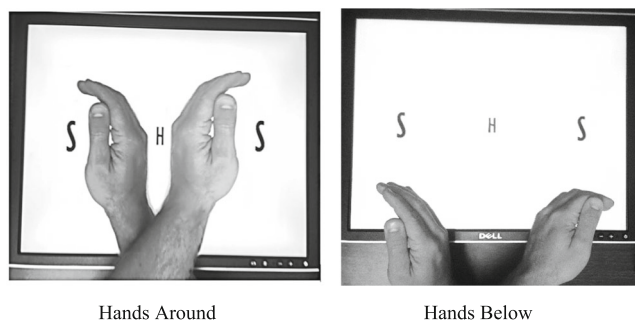 S H S
S H S
DELL
Hands Around
Hands Below